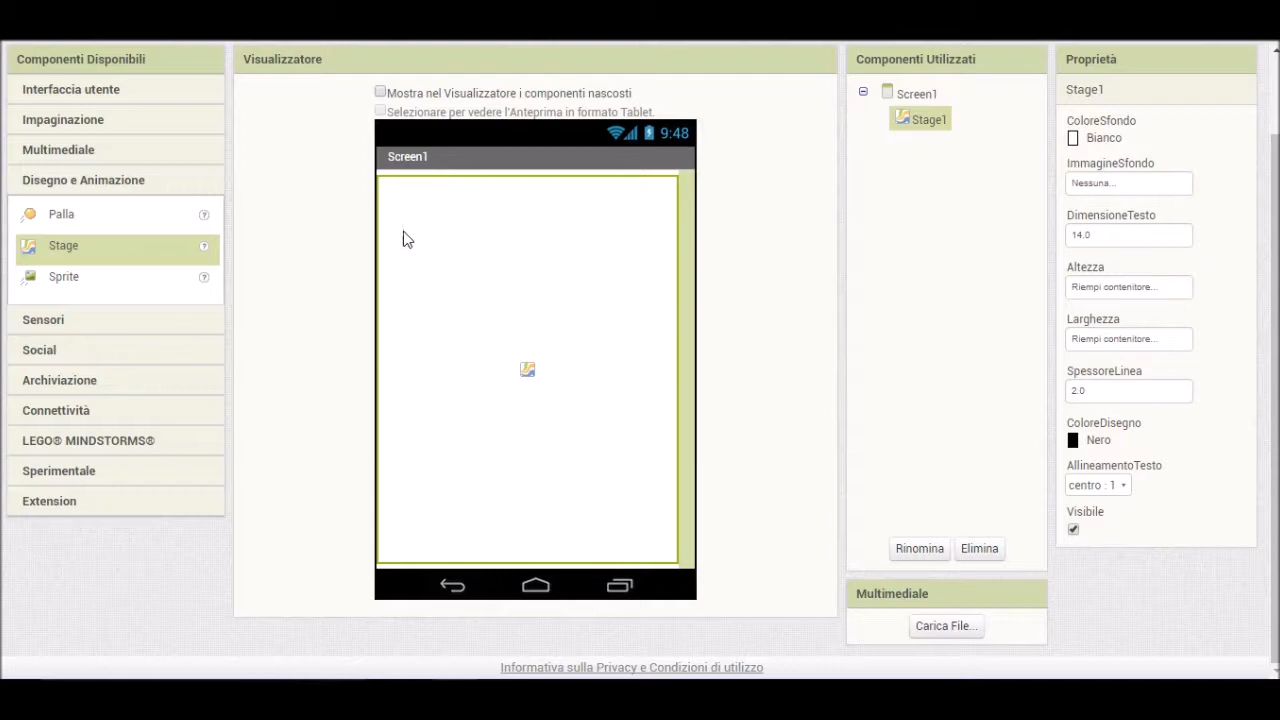 Componenti Disponibili
Interfaccia utente
Impaginazione
Multimediale
Disegno e Animazione
Palla
?
Stage
?
Sprite
?
Sensori
Social
Archiviazione
Connettività
LEGO® MINDSTORMS®
Sperimentale
Extension
Visualizzatore
Mostra nel Visualizzatore i componenti nascosti
Selezionare per vedere l'Anteprima in formato Tablet.
9:48
Screen1
Componenti Utilizzati
Screen1
Stage1
Rinomina Elimina
Multimediale
Carica File...
Proprietà
Stage1
ColoreSfondo
Bianco
ImmagineSfondo
Nessuna...
DimensioneTesto
14.0
Altezza
Riempi contenitore...
Larghezza
Riempi contenitore...
SpessoreLinea
2.0
ColoreDisegno
Nero
AllineamentoTesto
centro : 1
Visibile
Informativa sulla Privacy e Condizioni di utilizzo